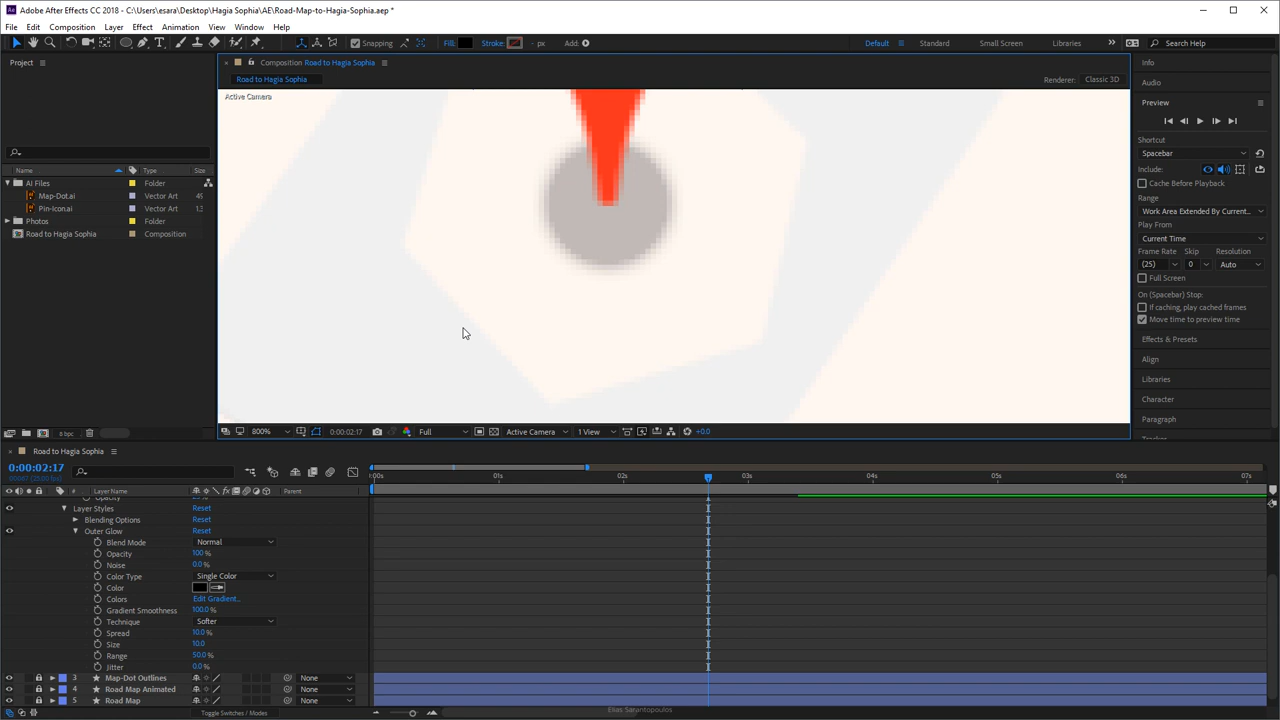 Adobe After Effects CC 2018 - C:\Users\esara\Desktop\Hagia Sophia\AE\Road-Map-to-Hagia-Sophia.aep *
File Edit Composition Layer Effect Animation View Window Help
Snapping Fill: Stroke: - px Add: Default Standard Small Screen Libraries Search Help
Project
Composition Road to Hagia Sophia
Road to Hagia Sophia
Renderer: Classic 3D
Active Camera
Name Type Size
AI Files Folder
Map-Dot.ai Vector Art
Pin-Icon.ai Vector Art
Photos Folder
Road to Hagia Sophia Composition
8 bpc
800% 0:00:02:17 Full Active Camera 1 View +0.0
Info
Audio
Preview
Shortcut
Spacebar
Include:
Cache Before Playback
Range
Work Area Extended By Current...
Play From
Current Time
Frame Rate Skip Resolution
(25) 0 Auto
Full Screen
On (Spacebar) Stop:
If caching, play cached frames
Move time to preview time
Effects & Presets
Align
Libraries
Character
Paragraph
Road to Hagia Sophia
0:00:02:17
# Layer Name Parent
:00s 01s 02s 03s 04s 05s 06s 07s
Layer Styles Reset
Blending Options Reset
Outer Glow Reset
Blend Mode Normal
Opacity 100 %
Noise 0.0 %
Color Type Single Color
Color
Colors Edit Gradient...
Gradient Smoothness 100.0 %
Technique Softer
Spread 10.0 %
Size 10.0
Range 50.0 %
Jitter 0.0 %
3 Map-Dot Outlines None
4 Road Map Animated None
5 Road Map None
Toggle Switches / Modes
Elias Sarantopoulos